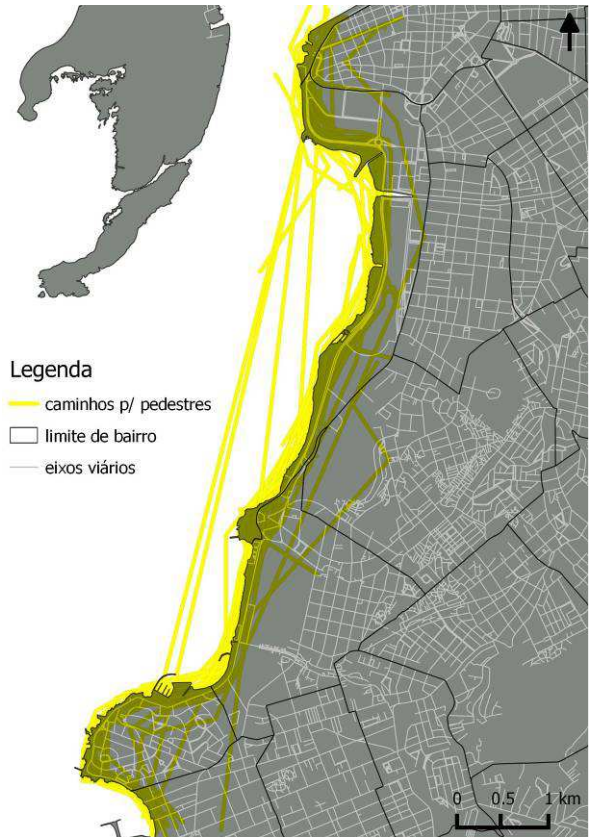 Legenda
caminhos p/ pedestres
limite de bairro
eixos viários
0 0.5 1 km